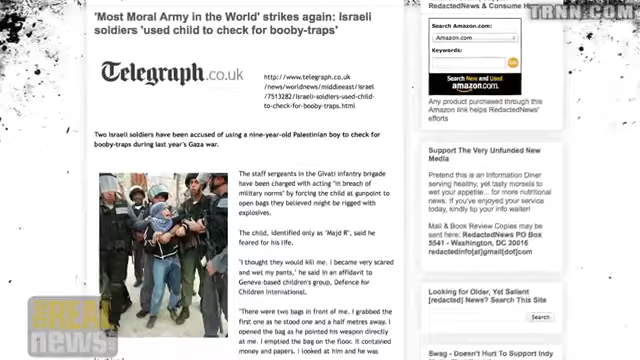 TRNN.COM
'Most Moral Army in the World' strikes again: Israeli
soldiers 'used child to check for booby-traps'
Telegraph.co.uk
http://www.telegraph.co.uk
/news/worldnews/middleeast/israel
/7513282/Israeli-soldiers-used-child-
to-check-for-booby-traps.html
Two Israeli soldiers have been accused of using a nine-year-old Palestinian boy to check for
booby-traps during last year's Gaza war.
The staff sergeants in the Givati infantry brigade
have been charged with acting "in breach of
military norms" by forcing the child at gunpoint to
open bags they believed might be rigged with
explosives.
The child, identified only as "Majd R", said he
feared for his life.
"I thought they would kill me. I became very scared
and wet my pants," he said in an affidavit to
Geneva-based children's group, Defence for
Children International.
"There were two bags in front of me. I grabbed the
first one as he stood one and a half metres away. I
opened the bag as he pointed his weapon directly
at me. I emptied the bag on the floor. It contained
money and papers. I looked at him and he was
RedactedNews & Consume
Search Amazon.com:
Amazon.com
Keywords:
GO
Search New and Used
amazon.com
Any product purchased through this
Amazon link helps RedactedNews'
efforts
Support The Very Unfunded New
Media
Pretend this is an Information Diner
serving healthy, yet tasty morsels to
wet your appetite... for more
nutritious info. If you've enjoyed your service
today, kindly tip your info waiter!
Mail & Book Review Copies may be
sent here: RedactedNews PO Box
5541 - Washington, DC 20016
redactedinfo[at]gmail[dot]com
Looking for Older, Yet Salient
[redacted] News? Search This Site
Search
Swag - Doesn't Hurt To Support Indy
THE REAL
news